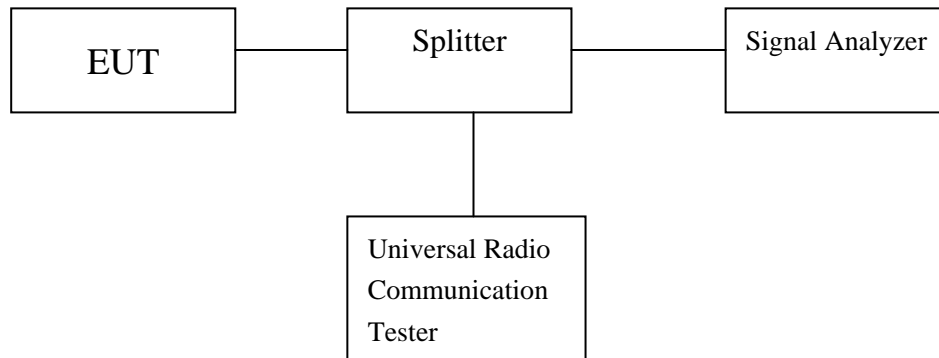 EUT
Splitter
Signal Analyzer
Universal Radio
Communication
Tester